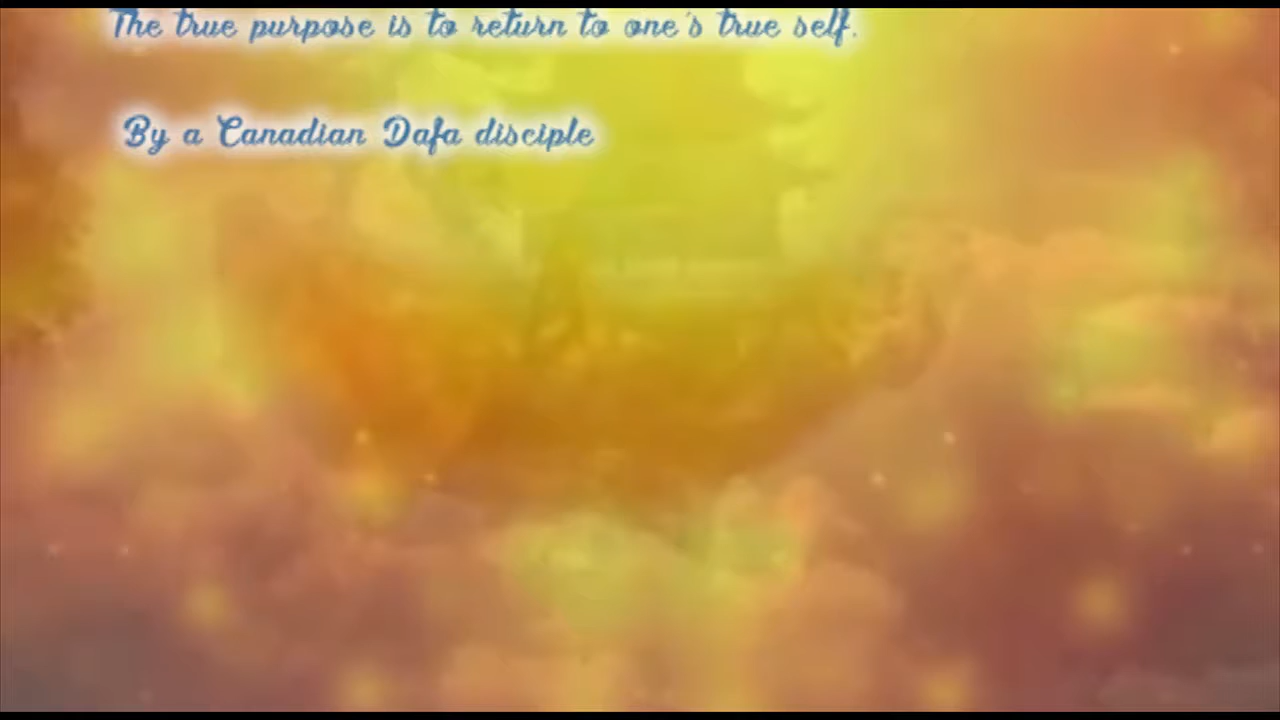 The true purpose is to return to one's true self.
By a Canadian Dafa disciple